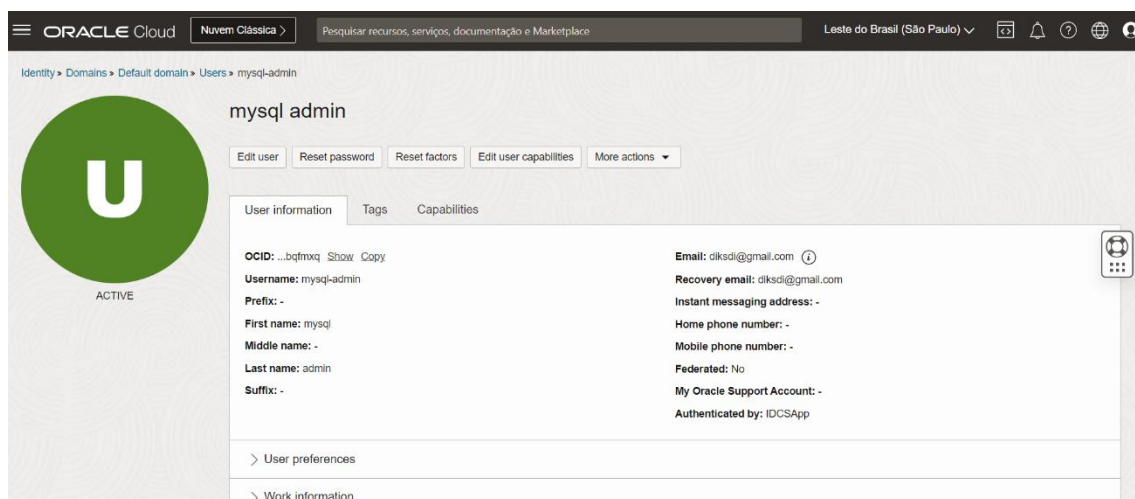 ORACLE Cloud
Nuvem Clássica >
Pesquisar recursos, serviços, documentação e Marketplace
Leste do Brasil (São Paulo)
Identity » Domains » Default domain » Users » mysql-admin
U
ACTIVE
mysql admin
Edit user
Reset password
Reset factors
Edit user capabilities
More actions
User information
Tags
Capabilities
OCID: ...bqfmxq Show Copy
Username: mysql-admin
Prefix: -
First name: mysql
Middle name: -
Last name: admin
Suffix: -
Email: diksdi@gmail.com
Recovery email: diksdi@gmail.com
Instant messaging address: -
Home phone number: -
Mobile phone number: -
Federated: No
My Oracle Support Account: -
Authenticated by: IDCSApp
User preferences
Work information